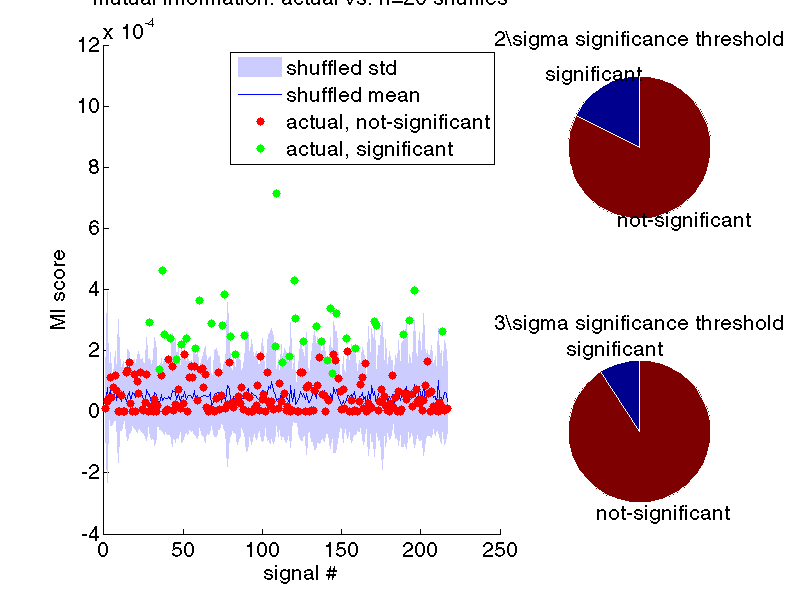 mutual information: actual vs. n=20 shuffles
x 10^-4
12
10
8
6
4
2
0
-2
-4
0 50 100 150 200 250
signal #
MI score
shuffled std
shuffled mean
actual, not-significant
actual, significant
2\sigma significance threshold
significant
not-significant
3\sigma significance threshold
significant
not-significant